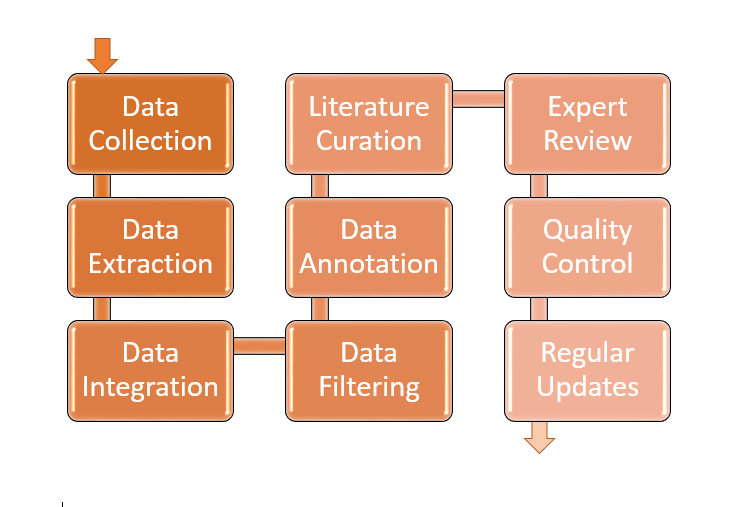 Data
Collection
Data
Extraction
Data
Integration
Data
Filtering
Data
Annotation
Literature
Curation
Expert
Review
Quality
Control
Regular
Updates